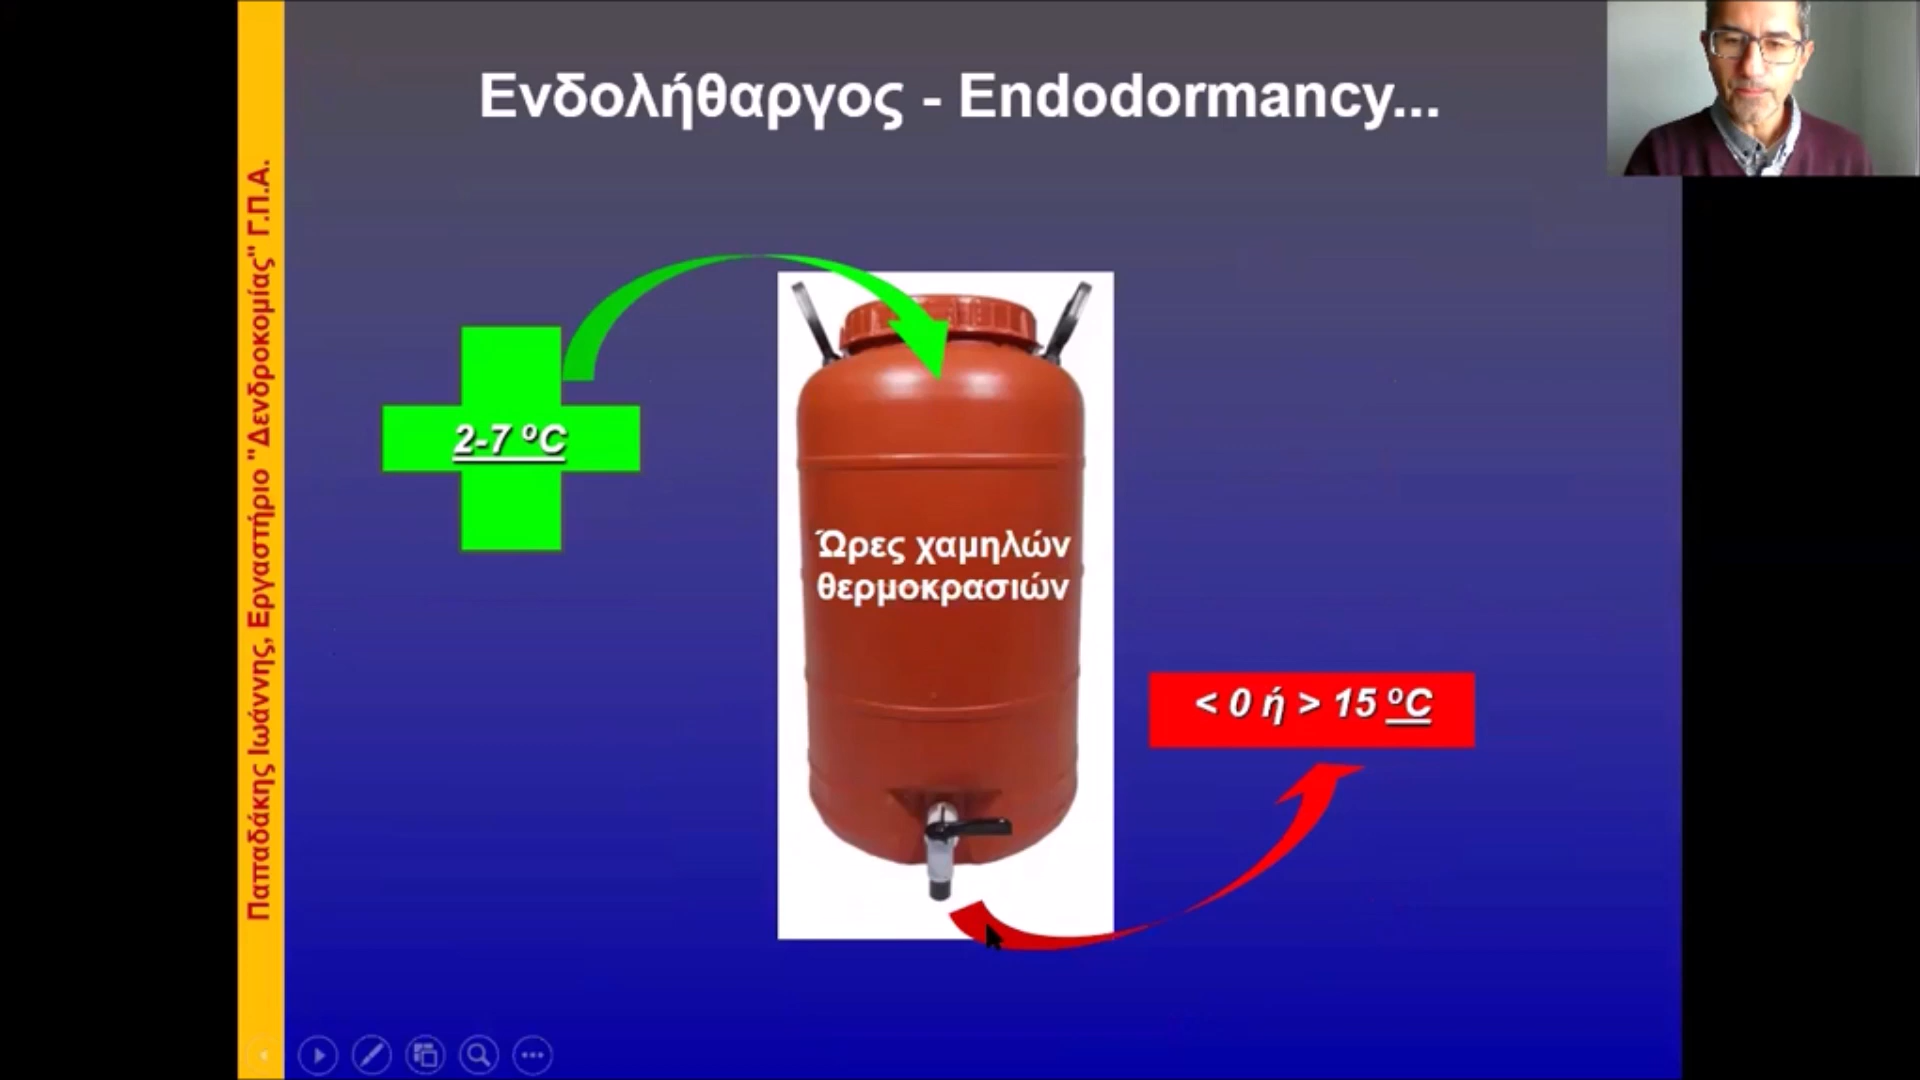 Ενδολήθαργος - Endodormancy...
Παπαδάκης Ιωάννης, Εργαστήριο "Δενδροκομίας" Γ.Π.Α.
2-7 ºC
Ώρες χαμηλών
θερμοκρασιών
< 0 ή > 15 ºC